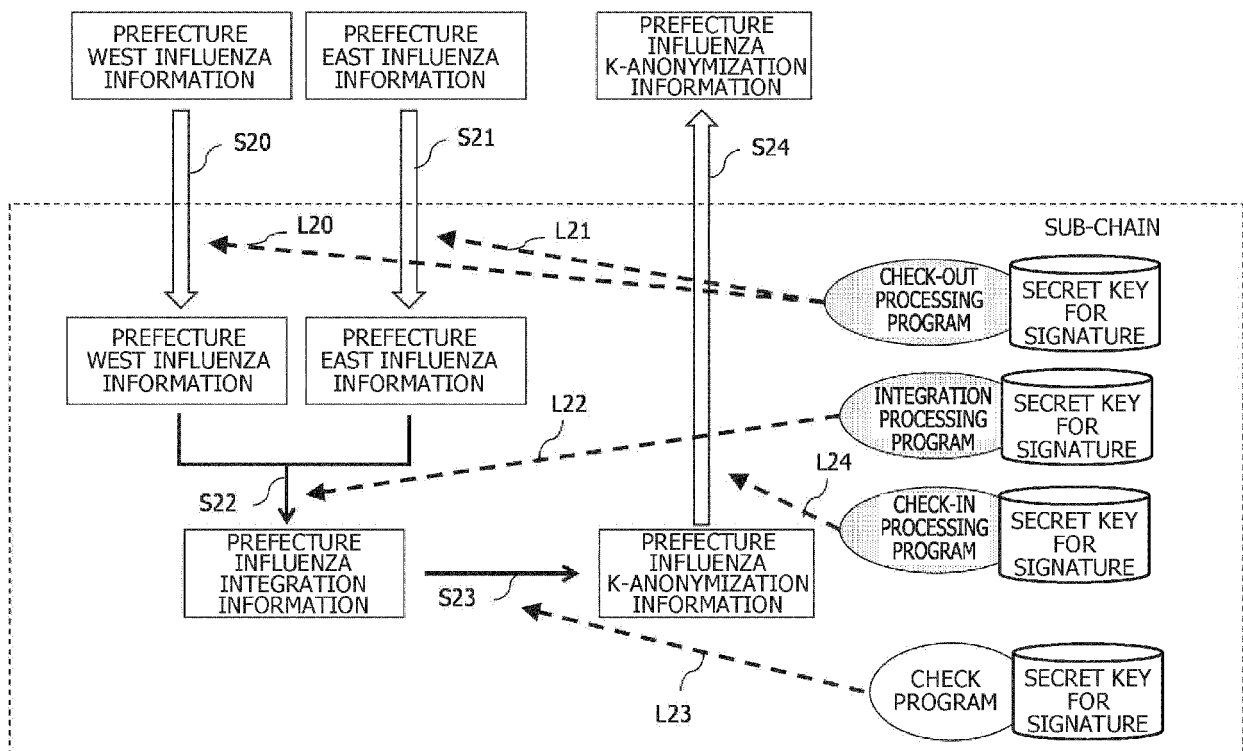 PREFECTURE
WEST INFLUENZA
INFORMATION
PREFECTURE
EAST INFLUENZA
INFORMATION
PREFECTURE
INFLUENZA
K-ANONYMIZATION
INFORMATION
S20
S21
S24
L20
L21
SUB-CHAIN
CHECK-OUT
PROCESSING
PROGRAM
SECRET KEY
FOR
SIGNATURE
PREFECTURE
WEST INFLUENZA
INFORMATION
PREFECTURE
EAST INFLUENZA
INFORMATION
L22
INTEGRATION
PROCESSING
PROGRAM
SECRET KEY
FOR
SIGNATURE
S22
L24
CHECK-IN
PROCESSING
PROGRAM
SECRET KEY
FOR
SIGNATURE
PREFECTURE
INFLUENZA
INTEGRATION
INFORMATION
S23
PREFECTURE
INFLUENZA
K-ANONYMIZATION
INFORMATION
L23
CHECK
PROGRAM
SECRET KEY
FOR
SIGNATURE